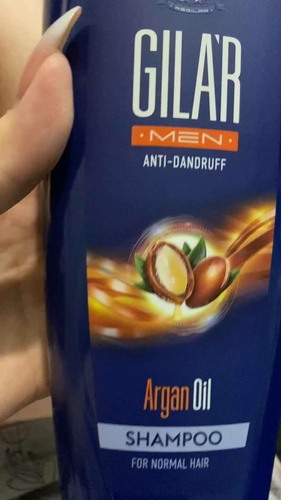 GILA'R
MEN
ANTI-DANDRUFF
Argan Oil
SHAMPOO
FOR NORMAL HAIR